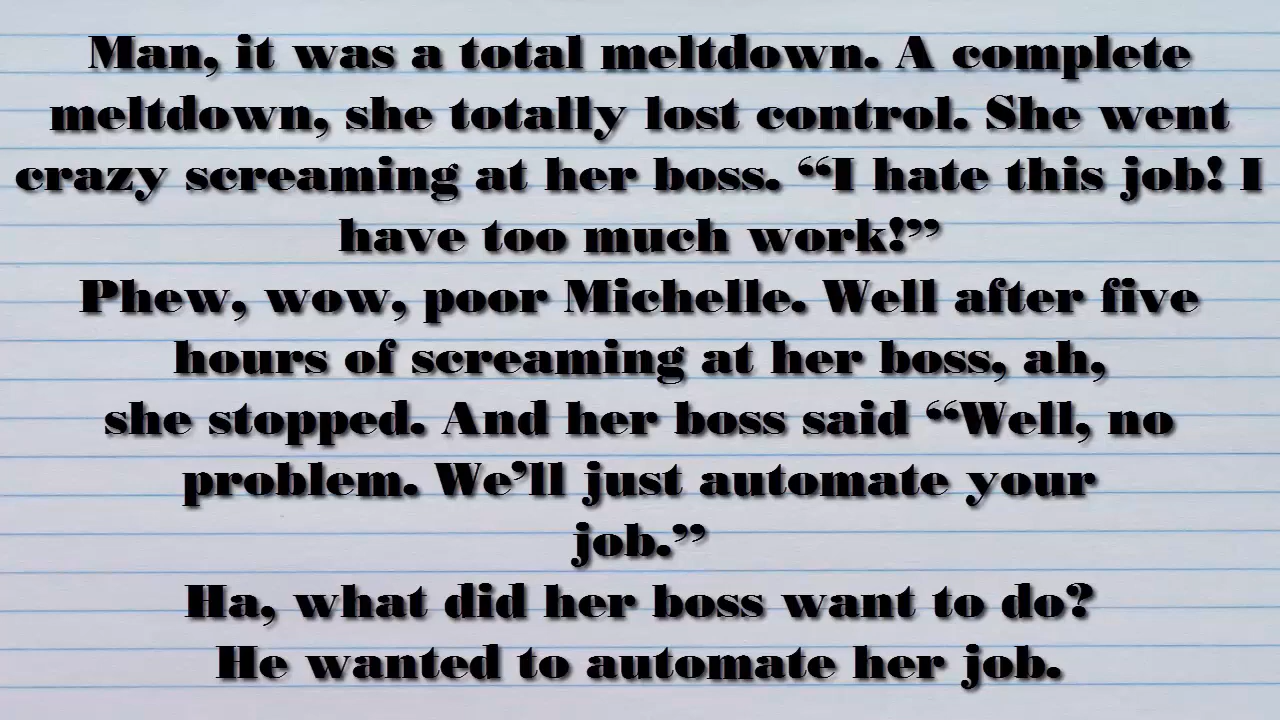 Man, it was a total meltdown. A complete
meltdown, she totally lost control. She went
crazy screaming at her boss. “I hate this job! I
have too much work!”
Phew, wow, poor Michelle. Well after five
hours of screaming at her boss, ah,
she stopped. And her boss said “Well, no
problem. We’ll just automate your
job.”
Ha, what did her boss want to do?
He wanted to automate her job.